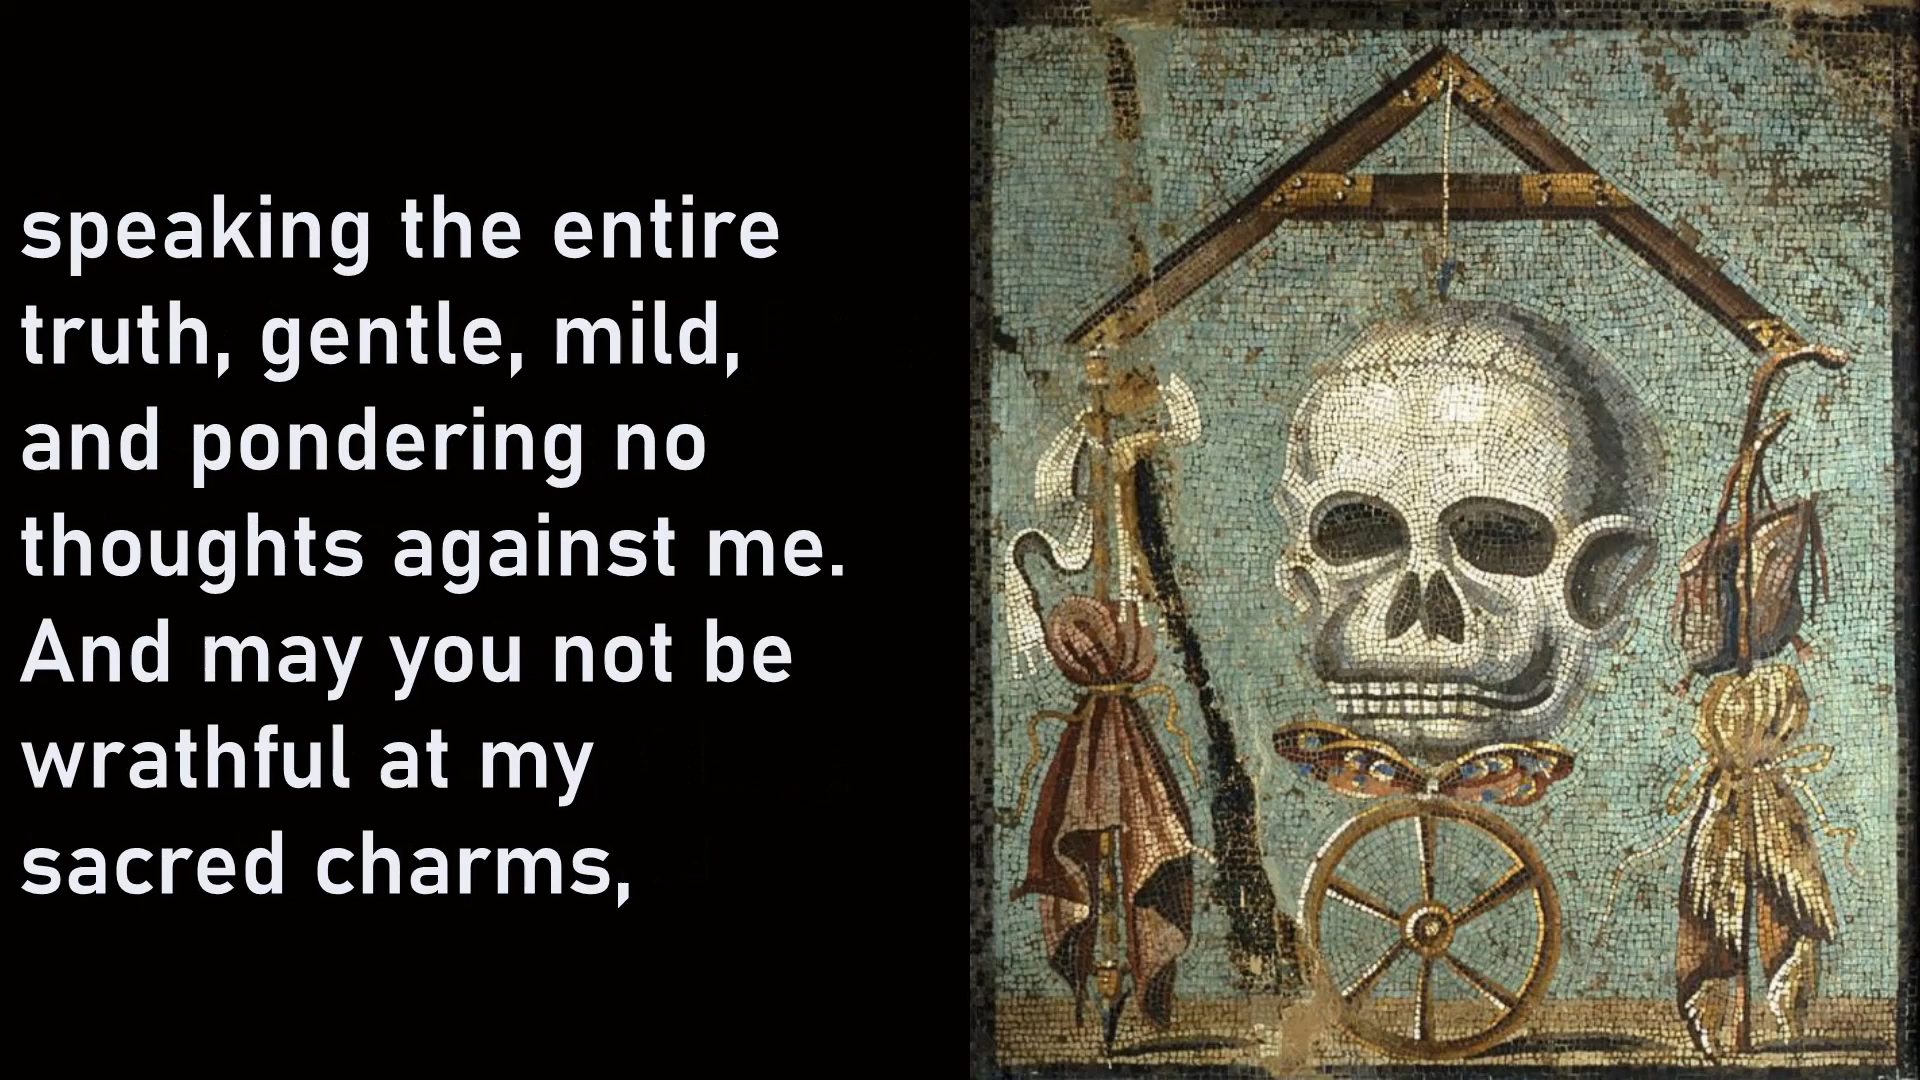 speaking the entire
truth, gentle, mild,
and pondering no
thoughts against me.
And may you not be
wrathful at my
sacred charms,